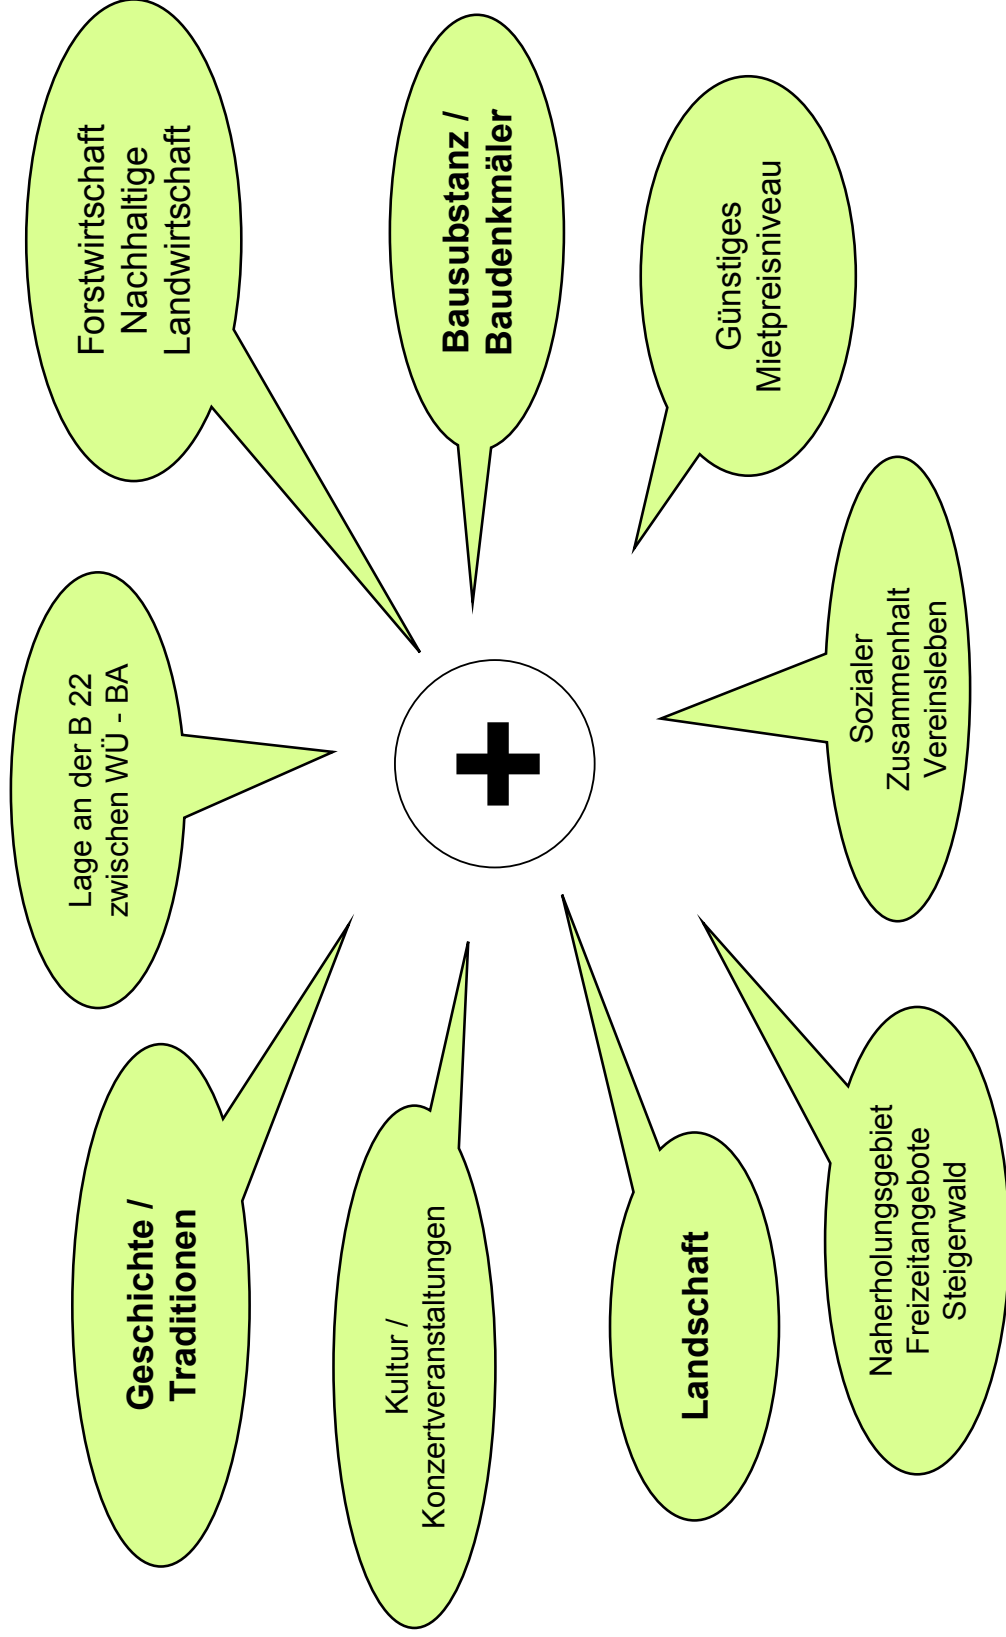 Geschichte /
Traditionen
Lage an der B 22
zwischen WÜ - BA
Forstwirtschaft
Nachhaltige
Landwirtschaft
Kultur /
Konzertveranstaltungen
+
Bausubstanz /
Baudenkmäler
Landschaft
Günstiges
Mietpreisniveau
Naherholungsgebiet
Freizeitangebote
Steigerwald
Sozialer
Zusammenhalt
Vereinsleben